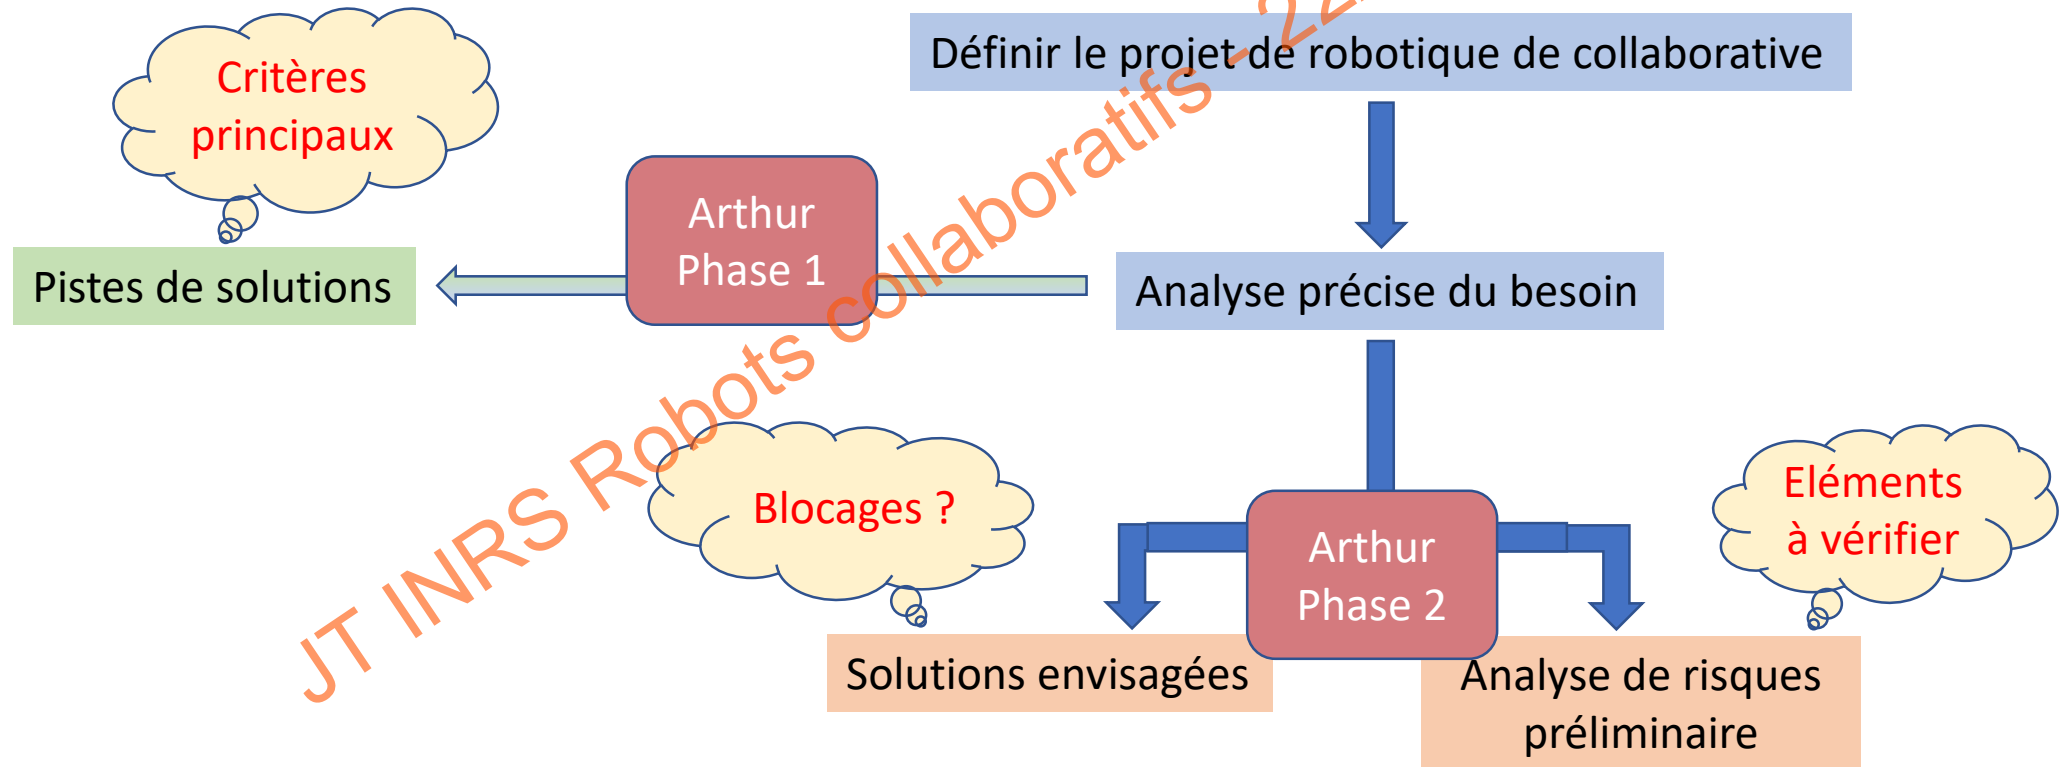 Définir le projet de robotique de collaborative
Critères
principaux
Arthur
Phase 1
Pistes de solutions
Analyse précise du besoin
Blocages ?
Eléments
à vérifier
Arthur
Phase 2
Solutions envisagées
Analyse de risques
préliminaire
JT INRS Robots collaboratifs -